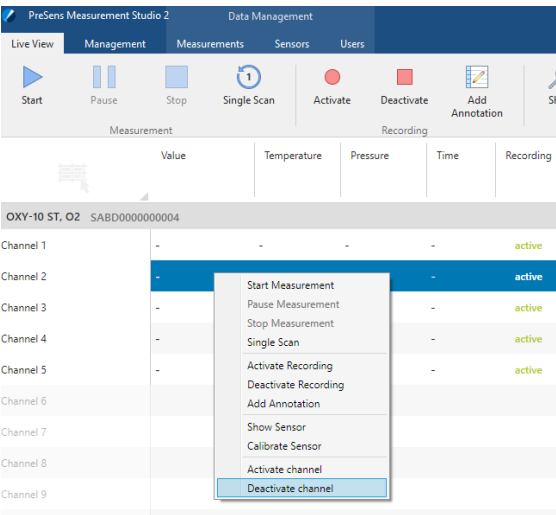 PreSens Measurement Studio 2 Data Management
Live View Management Measurements Sensors Users
Start Pause Stop Single Scan Activate Deactivate Add Annotation
Measurement Recording
Value Temperature Pressure Time Recording
OXY-10 ST, O2 SABD0000000004
Channel 1 - - - - active
Channel 2 - - active
Channel 3 - - active
Channel 4 - - active
Channel 5 - - active
Channel 6
Channel 7
Channel 8
Channel 9
Start Measurement
Pause Measurement
Stop Measurement
Single Scan
Activate Recording
Deactivate Recording
Add Annotation
Show Sensor
Calibrate Sensor
Activate channel
Deactivate channel